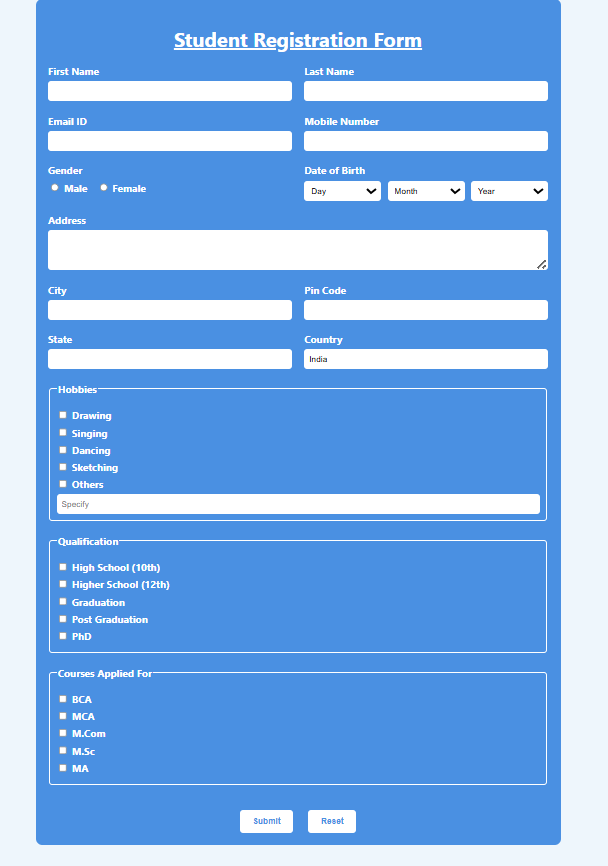 Student Registration Form
First Name Last Name
Email ID Mobile Number
Gender Date of Birth
Male Female Day Month Year
Address
City Pin Code
State Country
India
Hobbies
Drawing
Singing
Dancing
Sketching
Others
Specify
Qualification
High School (10th)
Higher School (12th)
Graduation
Post Graduation
PhD
Courses Applied For
BCA
MCA
M.Com
M.Sc
MA
Submit Reset